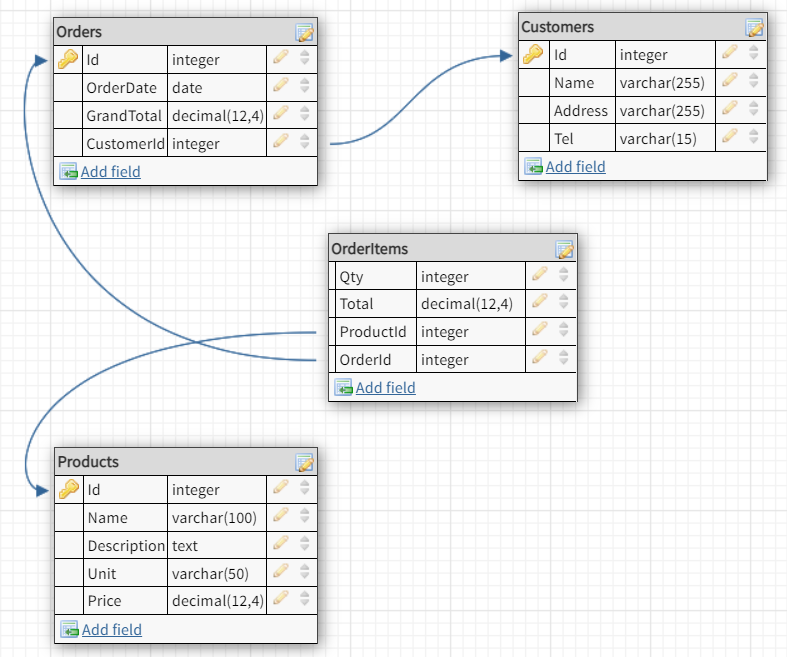 Orders
Id integer
OrderDate date
GrandTotal decimal(12,4)
CustomerId integer
Add field
Customers
Id integer
Name varchar(255)
Address varchar(255)
Tel varchar(15)
Add field
OrderItems
Qty integer
Total decimal(12,4)
ProductId integer
OrderId integer
Add field
Products
Id integer
Name varchar(100)
Description text
Unit varchar(50)
Price decimal(12,4)
Add field